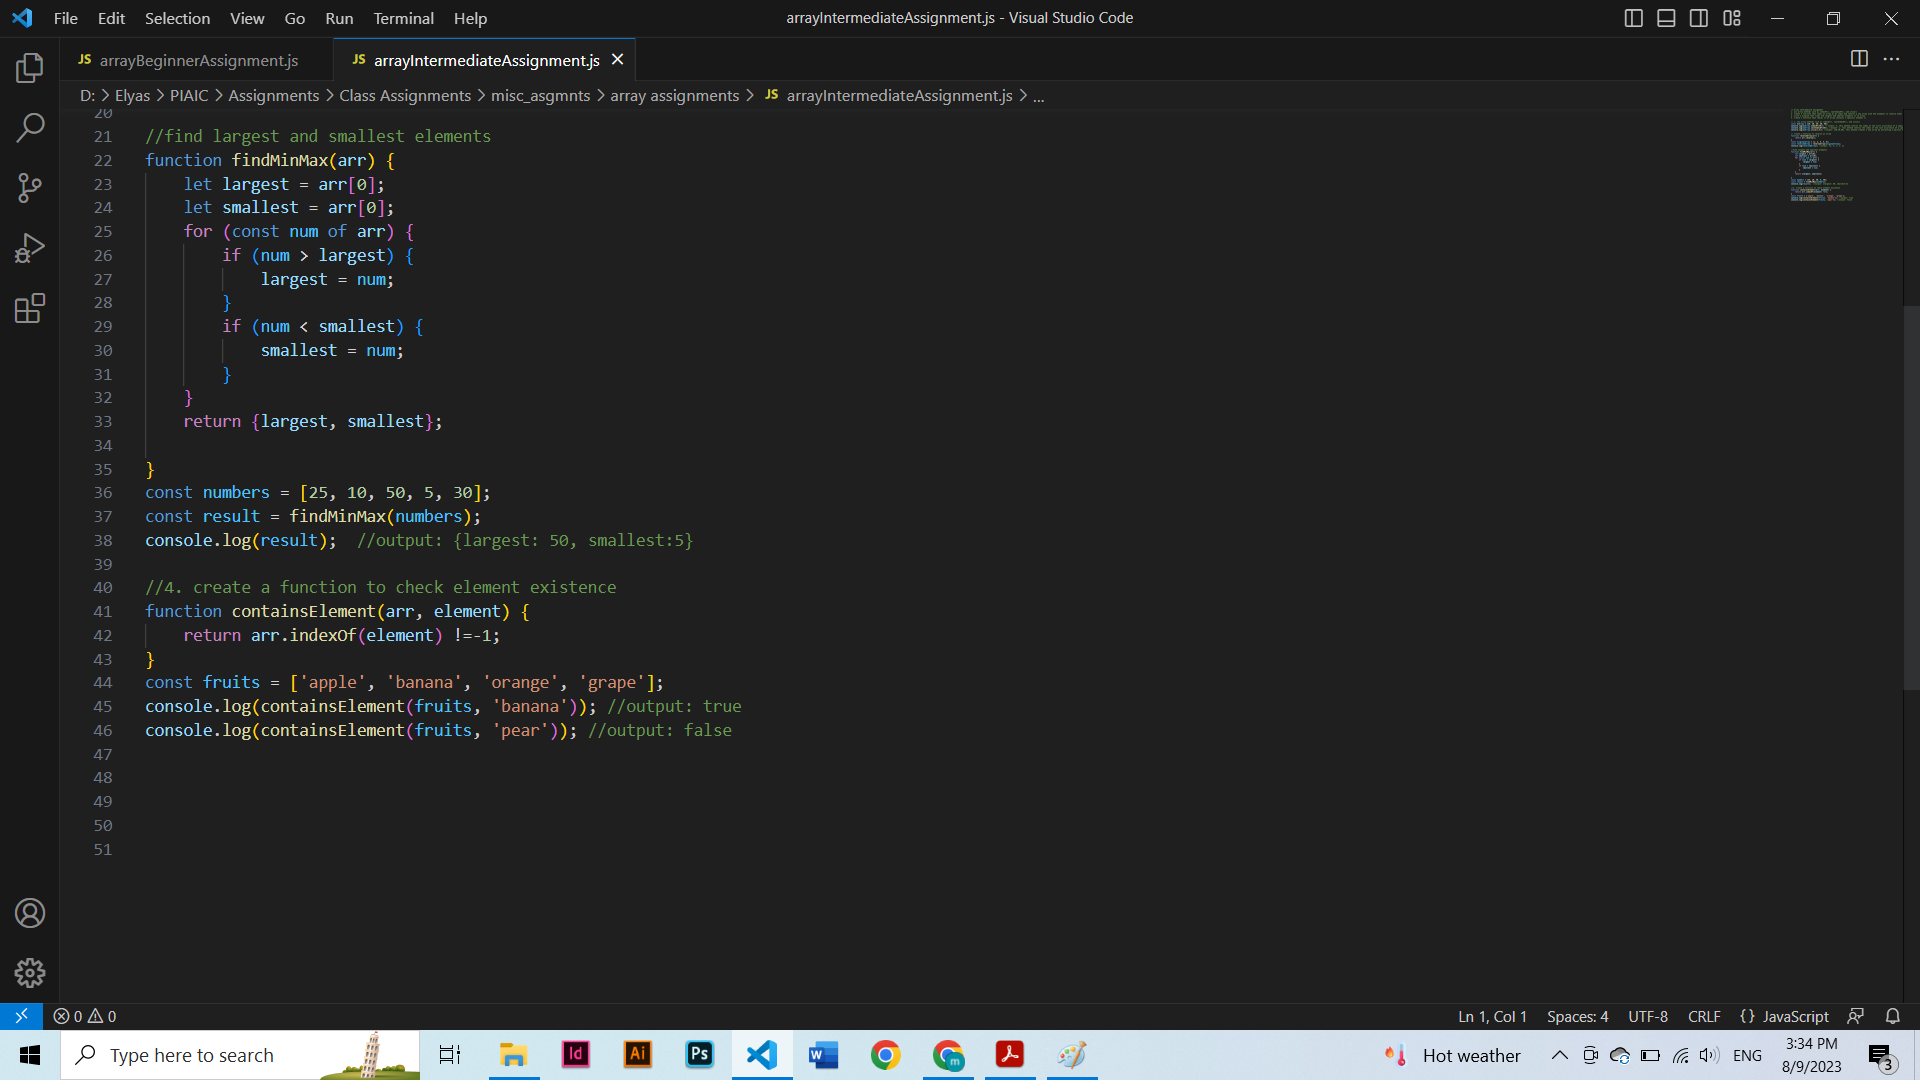 File Edit Selection View Go Run Terminal Help
arrayIntermediateAssignment.js - Visual Studio Code
JS arrayBeginnerAssignment.js
JS arrayIntermediateAssignment.js
D: > Elyas > PIAIC > Assignments > Class Assignments > misc_asgmnts > array assignments > JS arrayIntermediateAssignment.js > ...
20
21 //find largest and smallest elements
22 function findMinMax(arr) {
23 let largest = arr[0];
24 let smallest = arr[0];
25 for (const num of arr) {
26 if (num > largest) {
27 largest = num;
28 }
29 if (num < smallest) {
30 smallest = num;
31 }
32 }
33 return {largest, smallest};
34
35 }
36 const numbers = [25, 10, 50, 5, 30];
37 const result = findMinMax(numbers);
38 console.log(result);  //output: {largest: 50, smallest:5}
39
40 //4. create a function to check element existence
41 function containsElement(arr, element) {
42 return arr.indexOf(element) !=-1;
43 }
44 const fruits = ['apple', 'banana', 'orange', 'grape'];
45 console.log(containsElement(fruits, 'banana')); //output: true
46 console.log(containsElement(fruits, 'pear')); //output: false
47
48
49
50
51
0 0
Ln 1, Col 1 Spaces: 4 UTF-8 CRLF {} JavaScript
Type here to search
Id Ai Ps W m
Hot weather
ENG
3:34 PM
8/9/2023
3